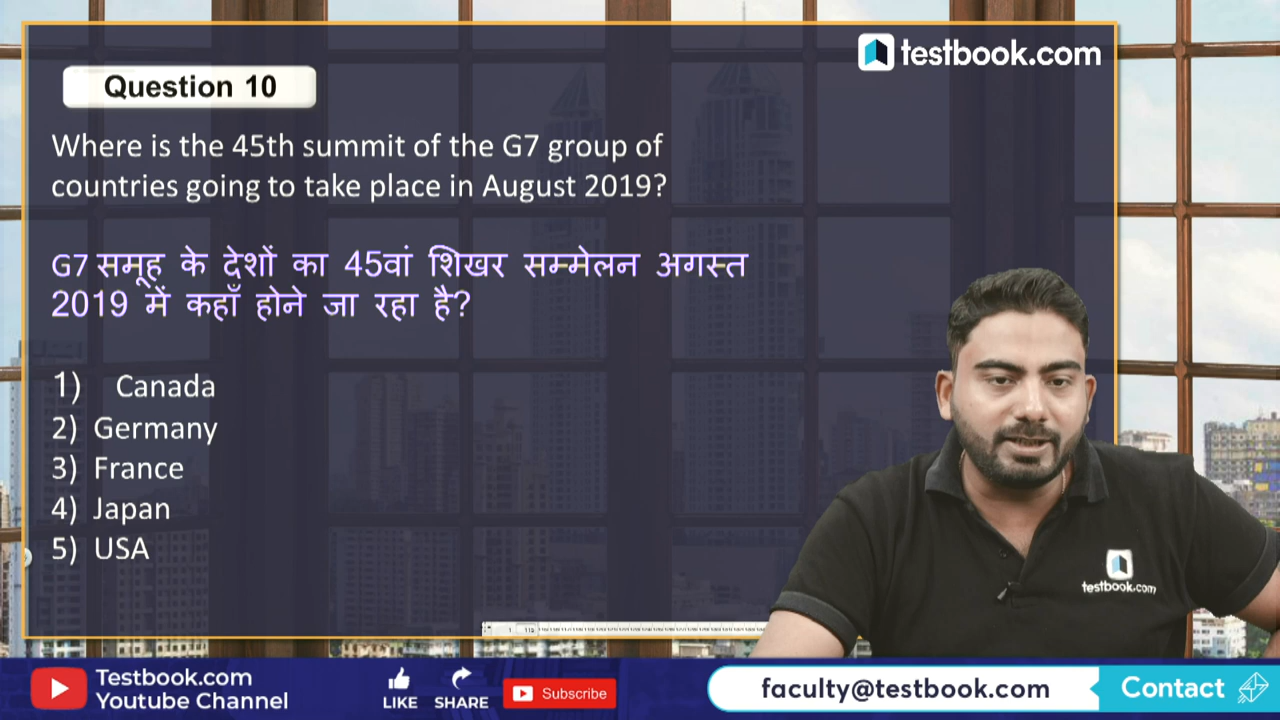 testbook.com
Question 10
Where is the 45th summit of the G7 group of
countries going to take place in August 2019?
G7 समूह के देशों का 45वां शिखर सम्मेलन अगस्त
2019 में कहाँ होने जा रहा है?
1) Canada
2) Germany
3) France
4) Japan
5) USA
testbook.com
Testbook.com
Youtube Channel
LIKE
SHARE
Subscribe
faculty@testbook.com
Contact